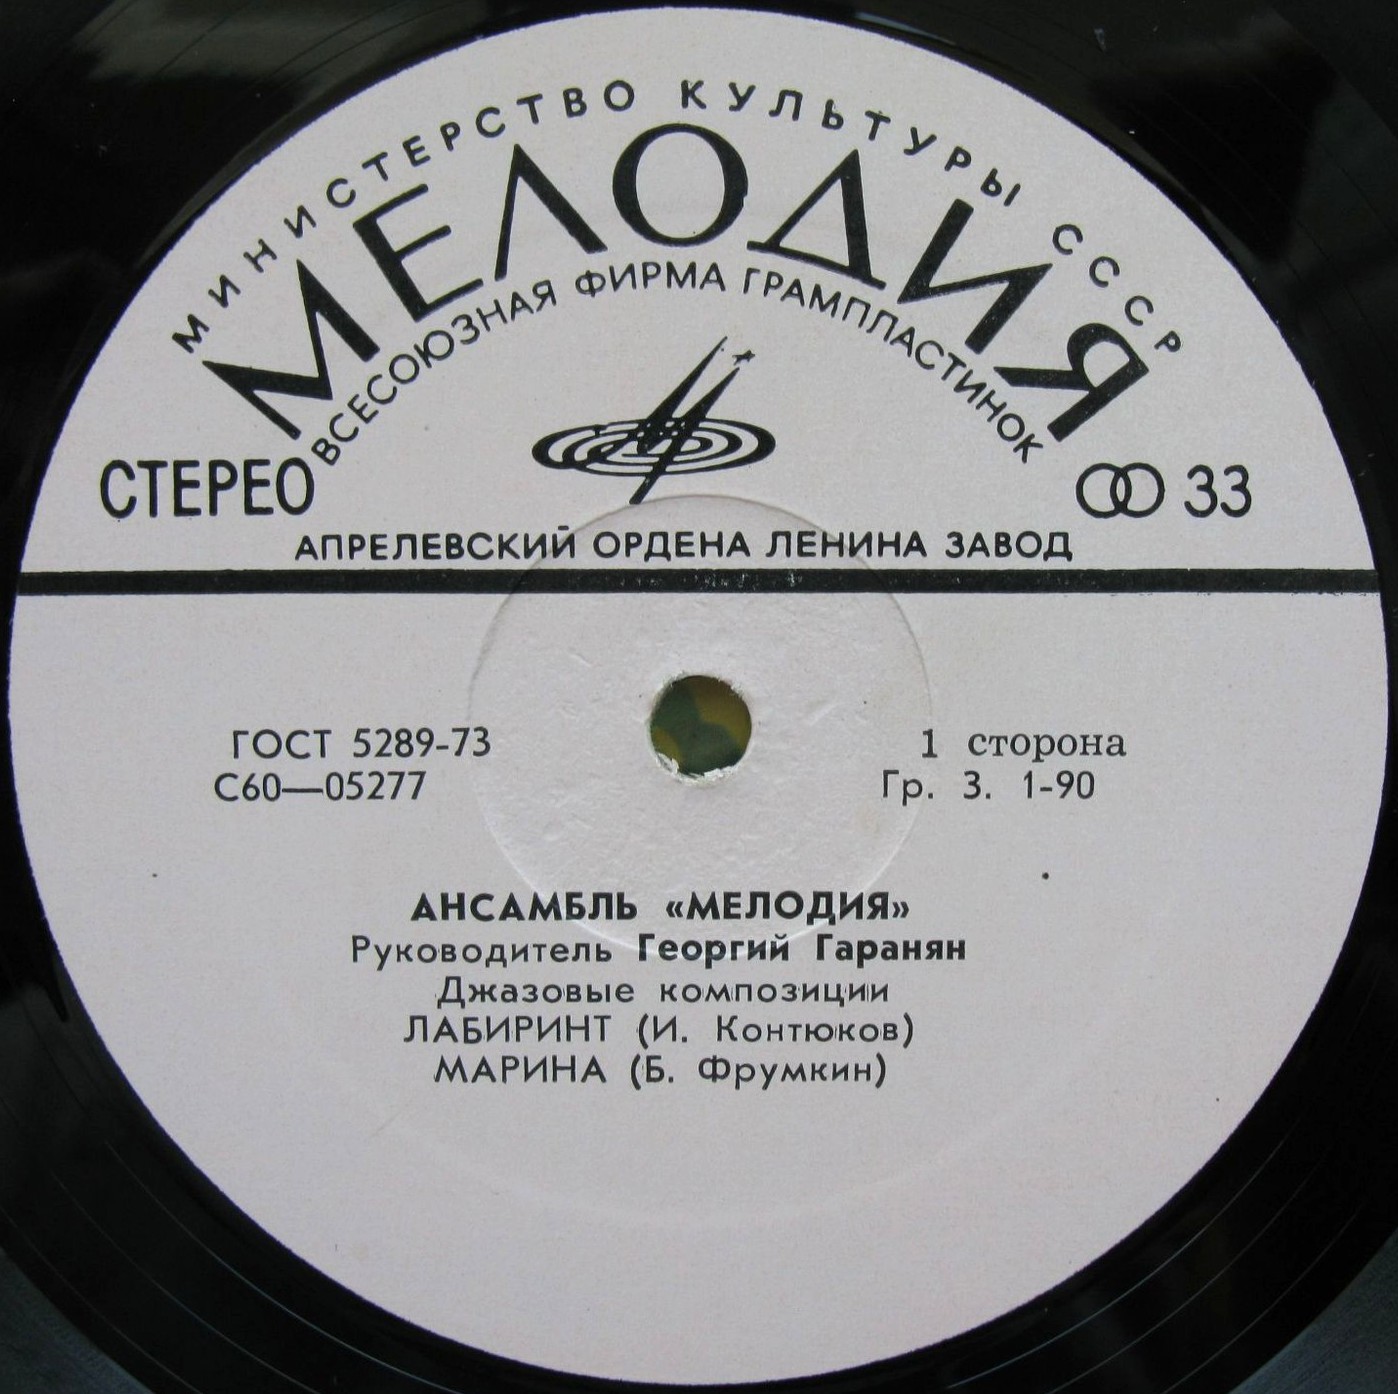 МИНИСТЕРСТВО КУЛЬТУРЫ СССР
МЕЛОДИЯ
ВСЕСОЮЗНАЯ ФИРМА ГРАМПЛАСТИНОК
СТЕРЕО
33
АПРЕЛЕВСКИЙ ОРДЕНА ЛЕНИНА ЗАВОД
ГОСТ 5289-73
1 сторона
С60—05277
Гр. 3. 1-90
АНСАМБЛЬ «МЕЛОДИЯ»
Руководитель Георгий Гаранян
Джазовые композиции
ЛАБИРИНТ (И. Контюков)
МАРИНА (Б. Фрумкин)